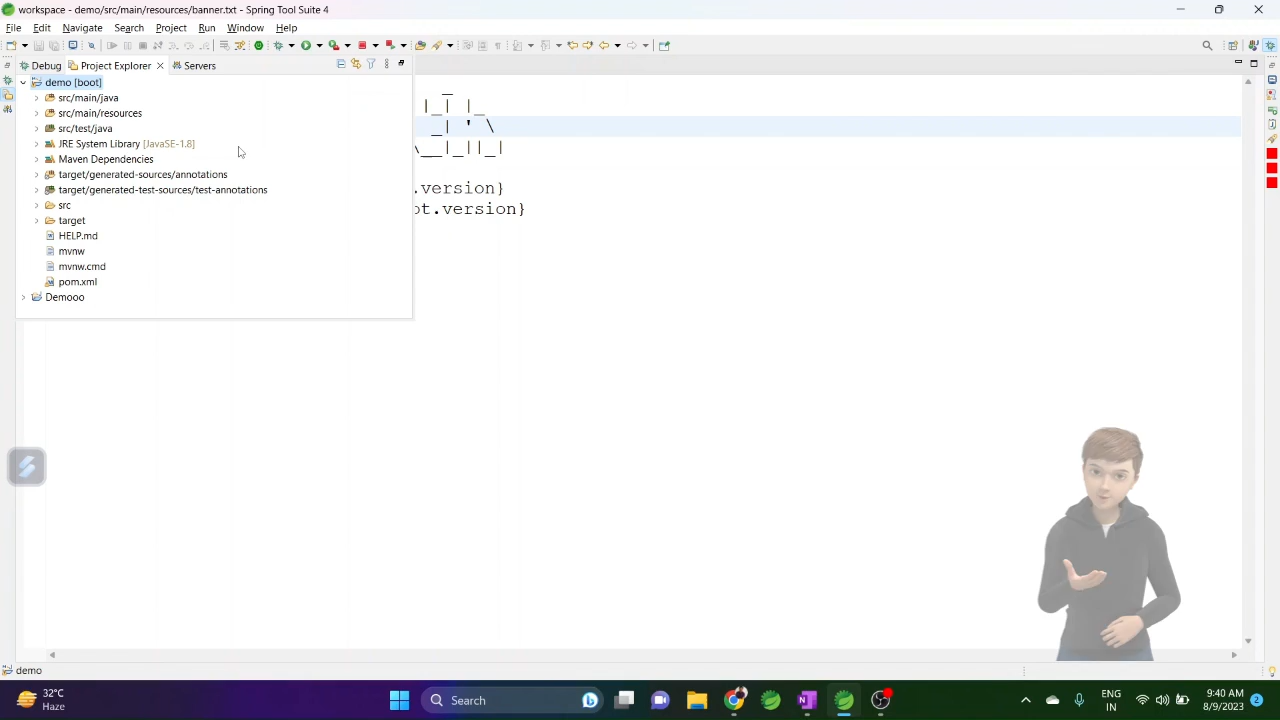 workspace - demo/src/main/resources/banner.txt - Spring Tool Suite 4
File Edit Navigate Search Project Run Window Help
Debug Project Explorer Servers
demo [boot]
src/main/java
src/main/resources
src/test/java
JRE System Library [JavaSE-1.8]
Maven Dependencies
target/generated-sources/annotations
target/generated-test-sources/test-annotations
src
target
HELP.md
mvnw
mvnw.cmd
pom.xml
Demooo
_
|_| |_
_| ' \
\__|_||_|
.version}
ot.version}
demo
32°C
Haze
Search
ENG
IN
9:40 AM
8/9/2023
2